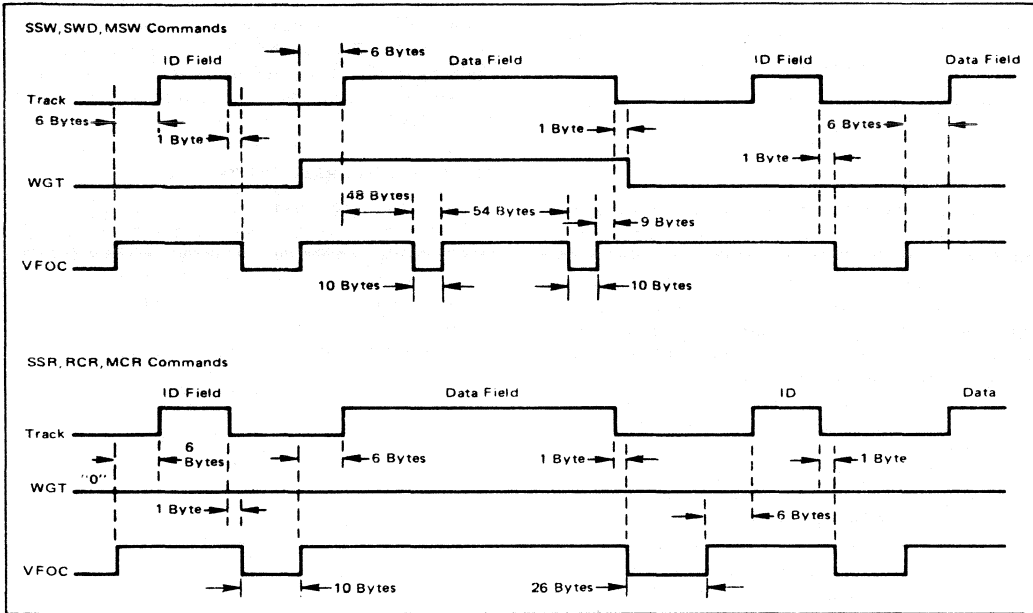 SSW, SWD, MSW Commands
6 Bytes
ID Field
Data Field
ID Field
Data Field
Track
6 Bytes
1 Byte
1 Byte
6 Bytes
1 Byte
WGT
48 Bytes
54 Bytes
9 Bytes
VFOC
10 Bytes
10 Bytes
SSR, RCR, MCR Commands
ID Field
Data Field
ID
Data
Track
6
Bytes
6 Bytes
1 Byte
1 Byte
"0"
WGT
1 Byte
6 Bytes
VFOC
10 Bytes
26 Bytes